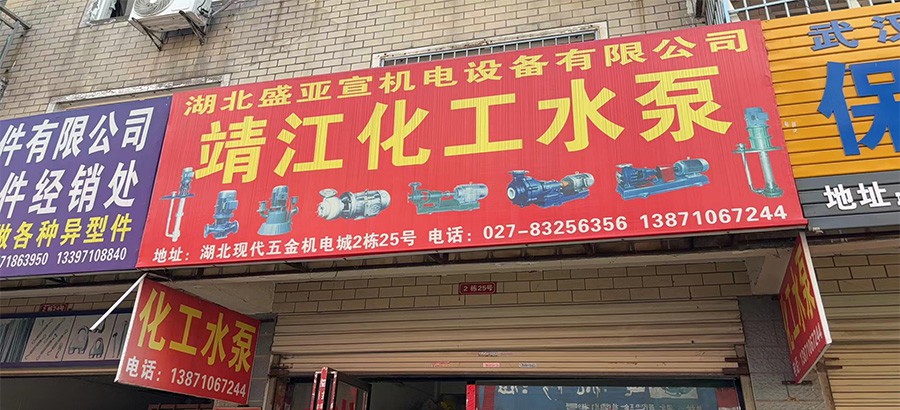 湖北盛亚宣机电设备有限公司
靖江化工水泵
地址：湖北现代五金机电城2栋25号 电话：027-83256356 13871067244
件有限公司
件经销处
做各种异型件
71863950 13397108840
武汉
保
地址：
2 栋25号
化工水泵
电话：13871067244
化工水泵